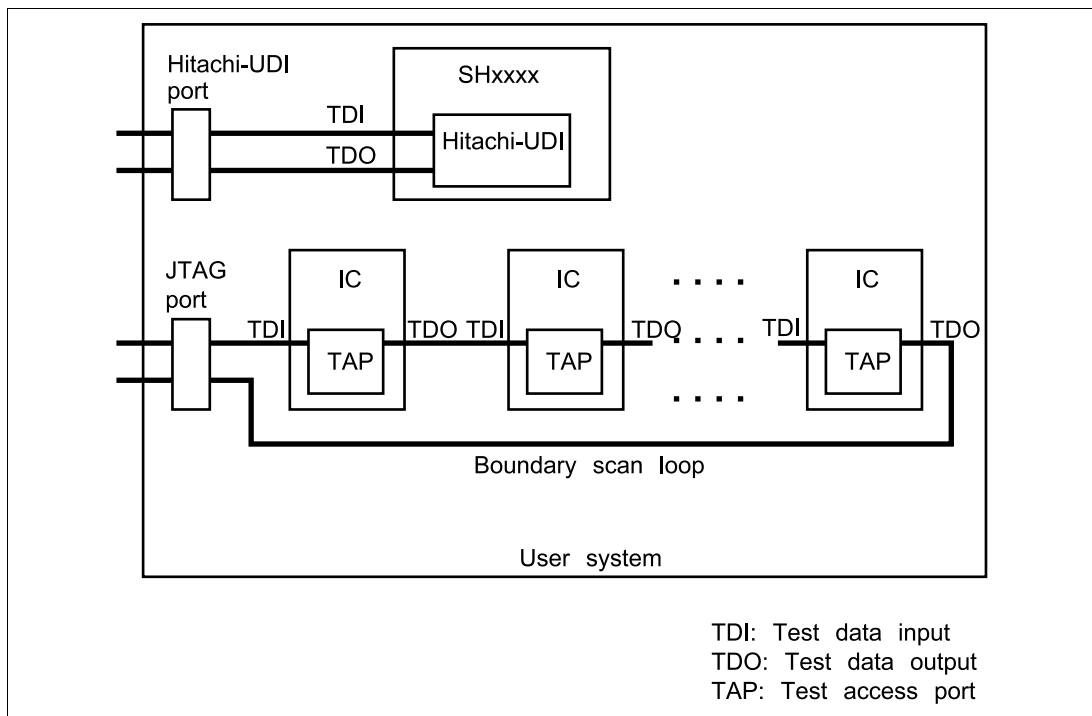 Hitachi-UDI
port
SHxxxx
TDI
Hitachi-UDI
TDO
JTAG
port
IC
IC
IC
TDI
TDO
TDI
TDO
TDI
TDO
TAP
TAP
TAP
Boundary scan loop
User system
TDI: Test data input
TDO: Test data output
TAP: Test access port